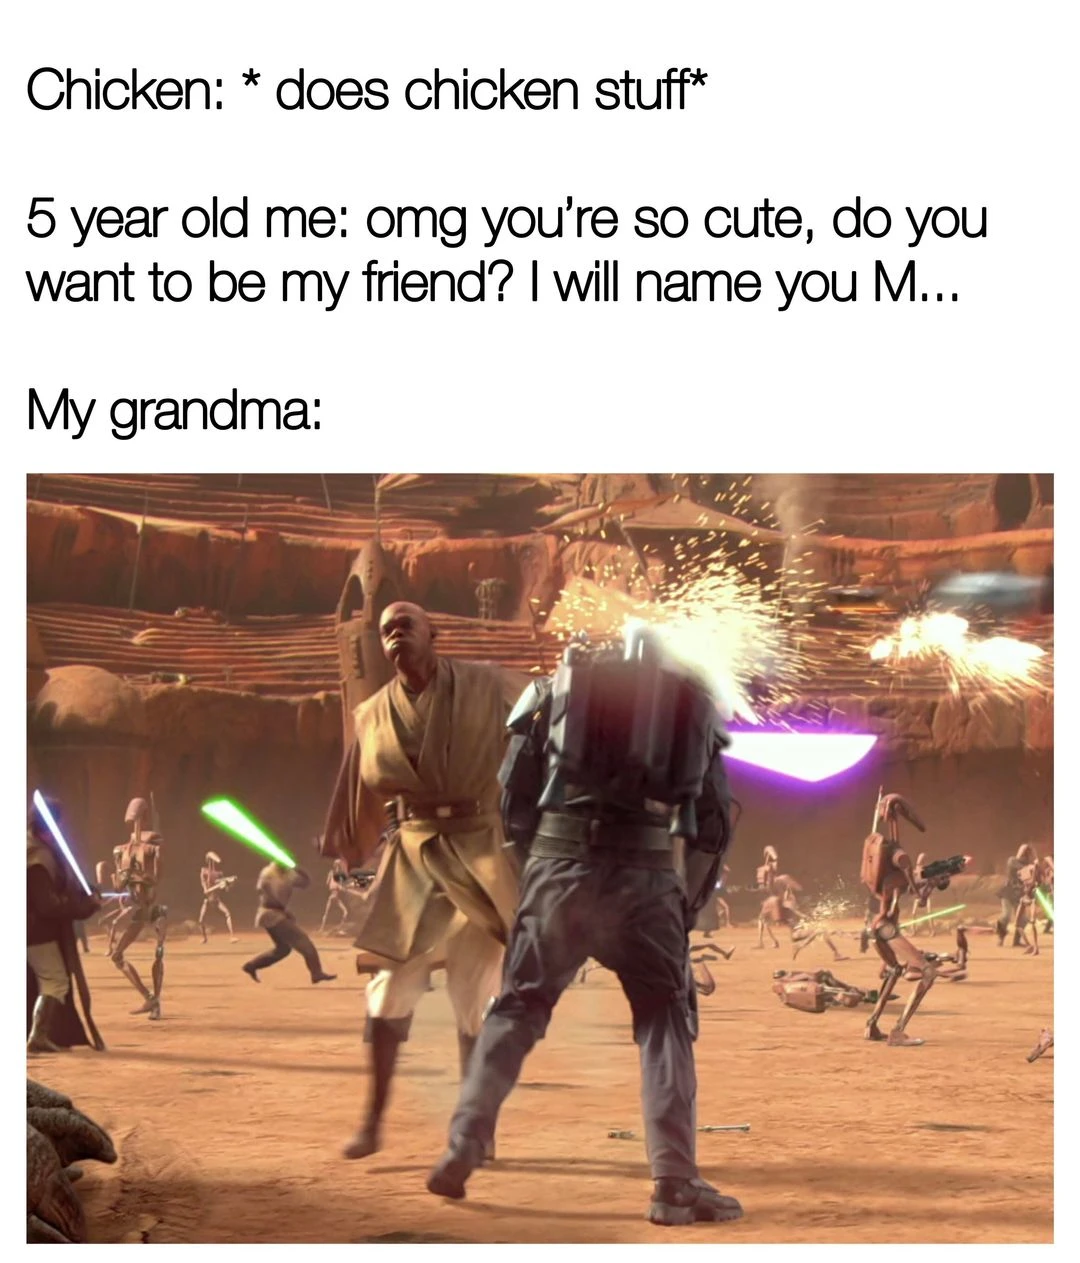 Chicken: * does chicken stuff*
5 year old me: omg you're so cute, do you
want to be my friend? I will name you M...
My grandma: